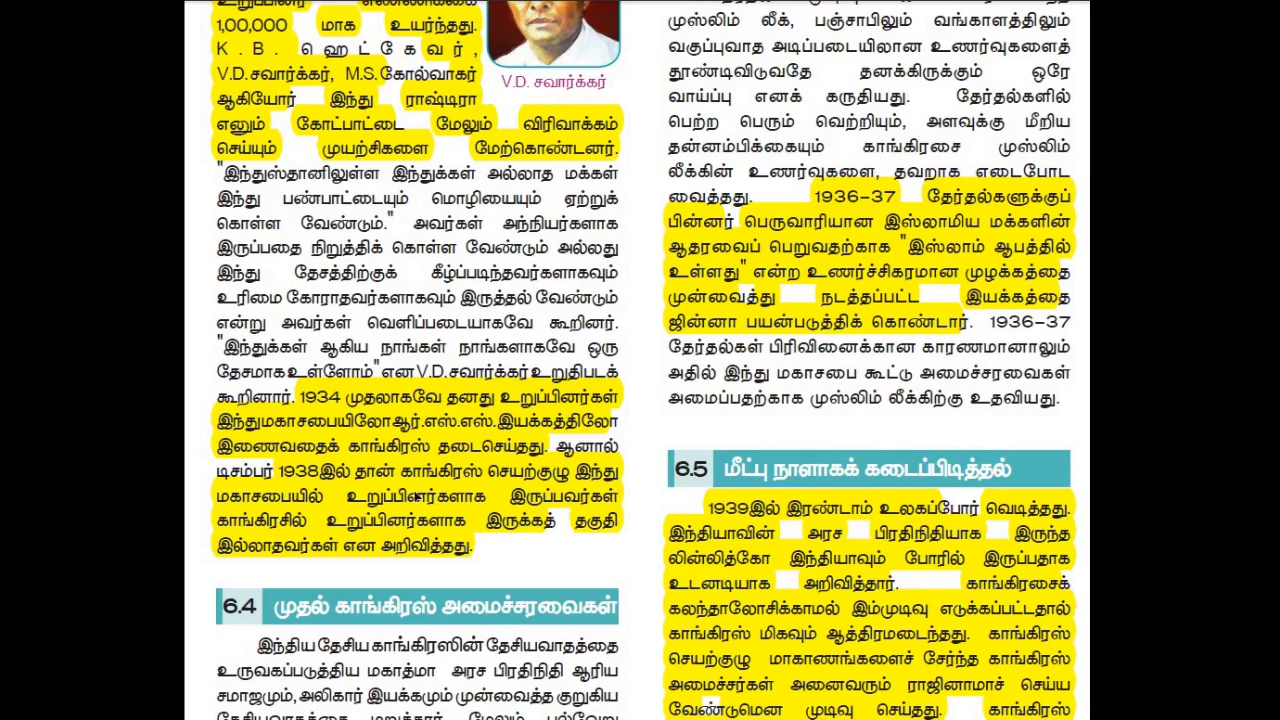 உறுப்பினர் எண்ணிக்கை
1,00,000 மாக உயர்ந்தது.
K.B. ஹெட்கேவர்,
V.D.சவார்க்கர், M.S.கோல்வாகர்
ஆகியோர் இந்து ராஷ்டிரா
எனும் கோட்பாட்டை மேலும் விரிவாக்கம்
செய்யும் முயற்சிகளை மேற்கொண்டனர்.
"இந்துஸ்தானிலுள்ள இந்துக்கள் அல்லாத மக்கள்
இந்து பண்பாட்டையும் மொழியையும் ஏற்றுக்
கொள்ள வேண்டும்." அவர்கள் அந்நியர்களாக
இருப்பதை நிறுத்திக் கொள்ள வேண்டும் அல்லது
இந்து தேசத்திற்குக் கீழ்ப்படிந்தவர்களாகவும்
உரிமை கோராதவர்களாகவும் இருத்தல் வேண்டும்
என்று அவர்கள் வெளிப்படையாகவே கூறினர்.
"இந்துக்கள் ஆகிய நாங்கள் நாங்களாகவே ஒரு
தேசமாக உள்ளோம்" என V.D.சவார்க்கர் உறுதிபடக்
கூறினார். 1934 முதலாகவே தனது உறுப்பினர்கள்
இந்துமகாசபையிலோஆர்.எஸ்.எஸ்.இயக்கத்திலோ
இணைவதைக் காங்கிரஸ் தடைசெய்தது. ஆனால்
டிசம்பர் 1938இல் தான் காங்கிரஸ் செயற்குழு இந்து
மகாசபையில் உறுப்பினர்களாக இருப்பவர்கள்
காங்கிரசில் உறுப்பினர்களாக இருக்கத் தகுதி
இல்லாதவர்கள் என அறிவித்தது.
V.D. சவார்க்கர்
6.4 முதல் காங்கிரஸ் அமைச்சரவைகள்
இந்திய தேசிய காங்கிரஸின் தேசியவாதத்தை
உருவகப்படுத்திய மகாத்மா அரச பிரதிநிதி ஆரிய
சமாஜமும், அலிகார் இயக்கமும் முன்வைத்த குறுகிய
தேசியவாதத்தை மறுத்தார். மேலும் பல்வேறு
முஸ்லிம் லீக், பஞ்சாபிலும் வங்காளத்திலும்
வகுப்புவாத அடிப்படையிலான உணர்வுகளைத்
தூண்டிவிடுவதே தனக்கிருக்கும் ஒரே
வாய்ப்பு எனக் கருதியது. தேர்தல்களில்
பெற்ற பெரும் வெற்றியும், அளவுக்கு மீறிய
தன்னம்பிக்கையும் காங்கிரசை முஸ்லிம்
லீக்கின் உணர்வுகளை, தவறாக எடைபோட
வைத்தது. 1936–37 தேர்தல்களுக்குப்
பின்னர் பெருவாரியான இஸ்லாமிய மக்களின்
ஆதரவைப் பெறுவதற்காக "இஸ்லாம் ஆபத்தில்
உள்ளது" என்ற உணர்ச்சிகரமான முழக்கத்தை
முன்வைத்து நடத்தப்பட்ட இயக்கத்தை
ஜின்னா பயன்படுத்திக் கொண்டார். 1936–37
தேர்தல்கள் பிரிவினைக்கான காரணமானாலும்
அதில் இந்து மகாசபை கூட்டு அமைச்சரவைகள்
அமைப்பதற்காக முஸ்லிம் லீக்கிற்கு உதவியது.
6.5 மீட்பு நாளாகக் கடைப்பிடித்தல்
1939இல் இரண்டாம் உலகப்போர் வெடித்தது.
இந்தியாவின் அரச பிரதிநிதியாக இருந்த
லின்லித்கோ இந்தியாவும் போரில் இருப்பதாக
உடனடியாக அறிவித்தார். காங்கிரசைக்
கலந்தாலோசிக்காமல் இம்முடிவு எடுக்கப்பட்டதால்
காங்கிரஸ் மிகவும் ஆத்திரமடைந்தது. காங்கிரஸ்
செயற்குழு மாகாணங்களைச் சேர்ந்த காங்கிரஸ்
அமைச்சர்கள் அனைவரும் ராஜினாமாச் செய்ய
வேண்டுமென முடிவு செய்தது. காங்கிரஸ்